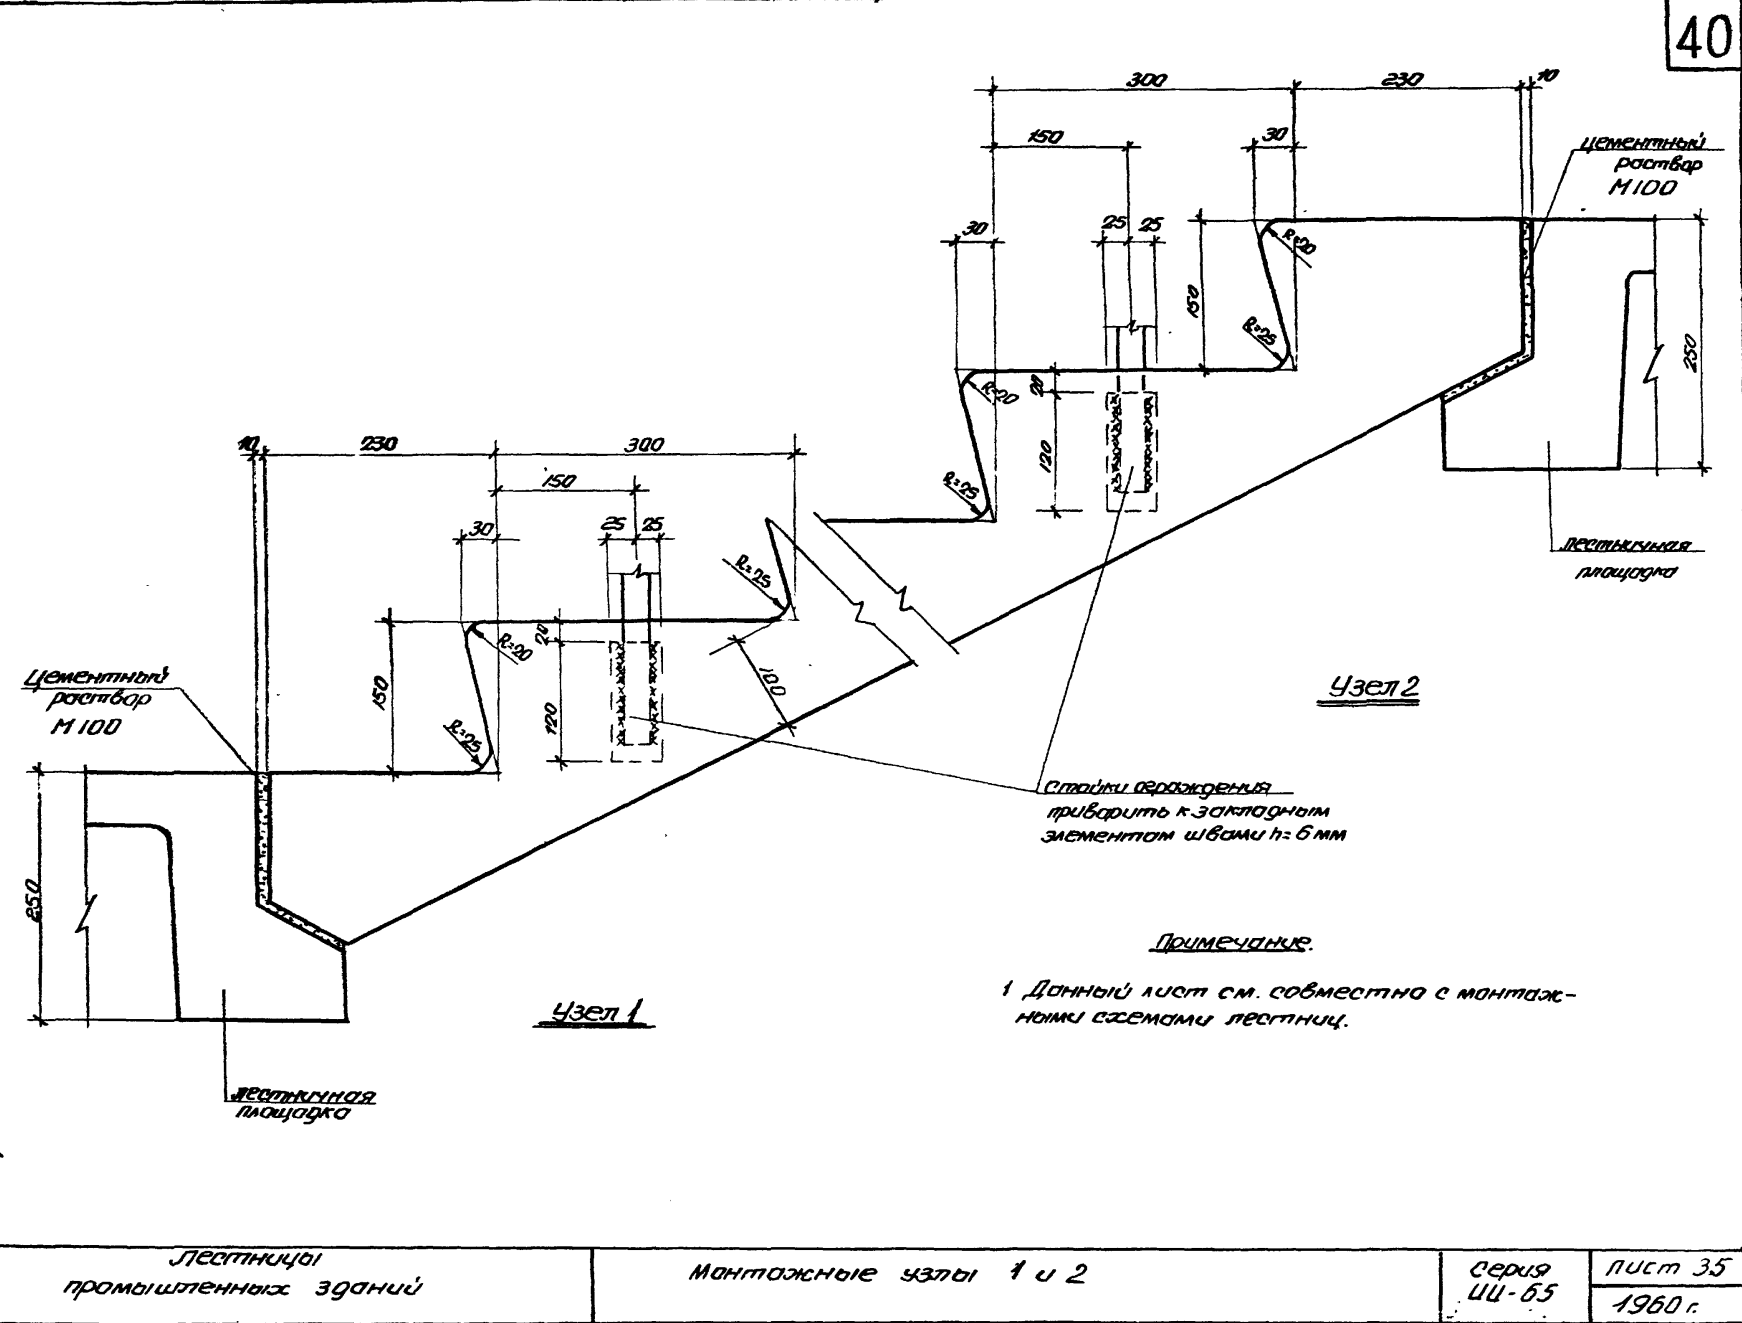 40
300
230
10
150
30
цементный
раствор
М100
30
25
25
R=20
150
R=25
250
20
R=20
120
R=25
лестничная
площадка
10
230
300
150
30
25
25
R=25
20
R=20
150
120
100
R=25
Цементный
раствор
М100
250
Узел 2
Стойки ограждения
приварить к закладным
элементам швами h=6мм
Примечание.
1 Данный лист см. совместно с монтаж-
ными схемами лестниц.
Узел 1
лестничная
площадка
Лестницы
промышленных зданий
Монтажные узлы 1 и 2
серия
ИИ-65
лист 35
1960 г.